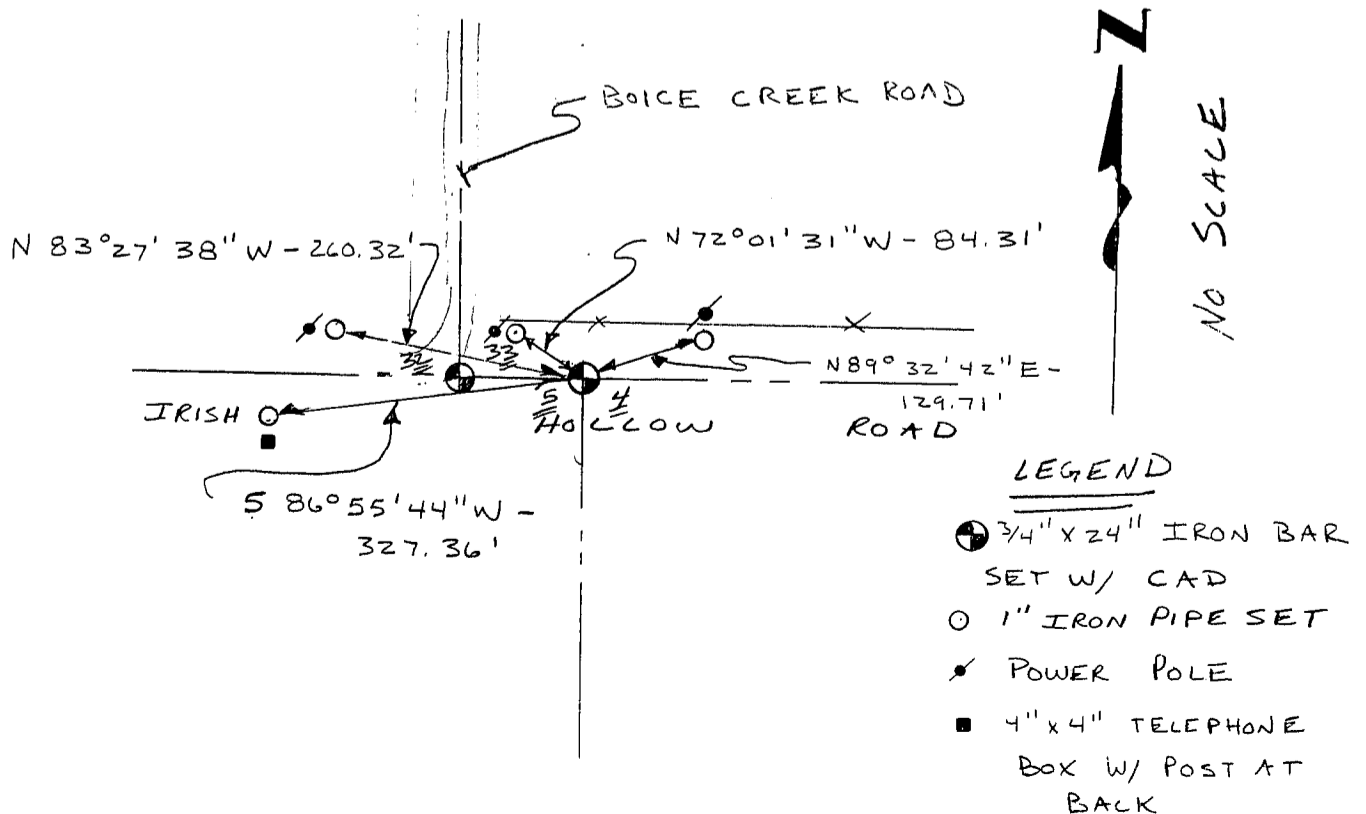 Z
BOICE CREEK ROAD
NO SCALE
N 83°27'38"W - 260.32'
N 72°01'31"W - 84.31'
32
33
N 89°32'42"E -
129.71'
IRISH
5
4
HOLLOW
ROAD
S 86°55'44"W -
327.36'
LEGEND
3/4" X 24" IRON BAR
SET W/ CAD
1" IRON PIPE SET
POWER POLE
4" x 4" TELEPHONE
BOX W/ POST AT
BACK